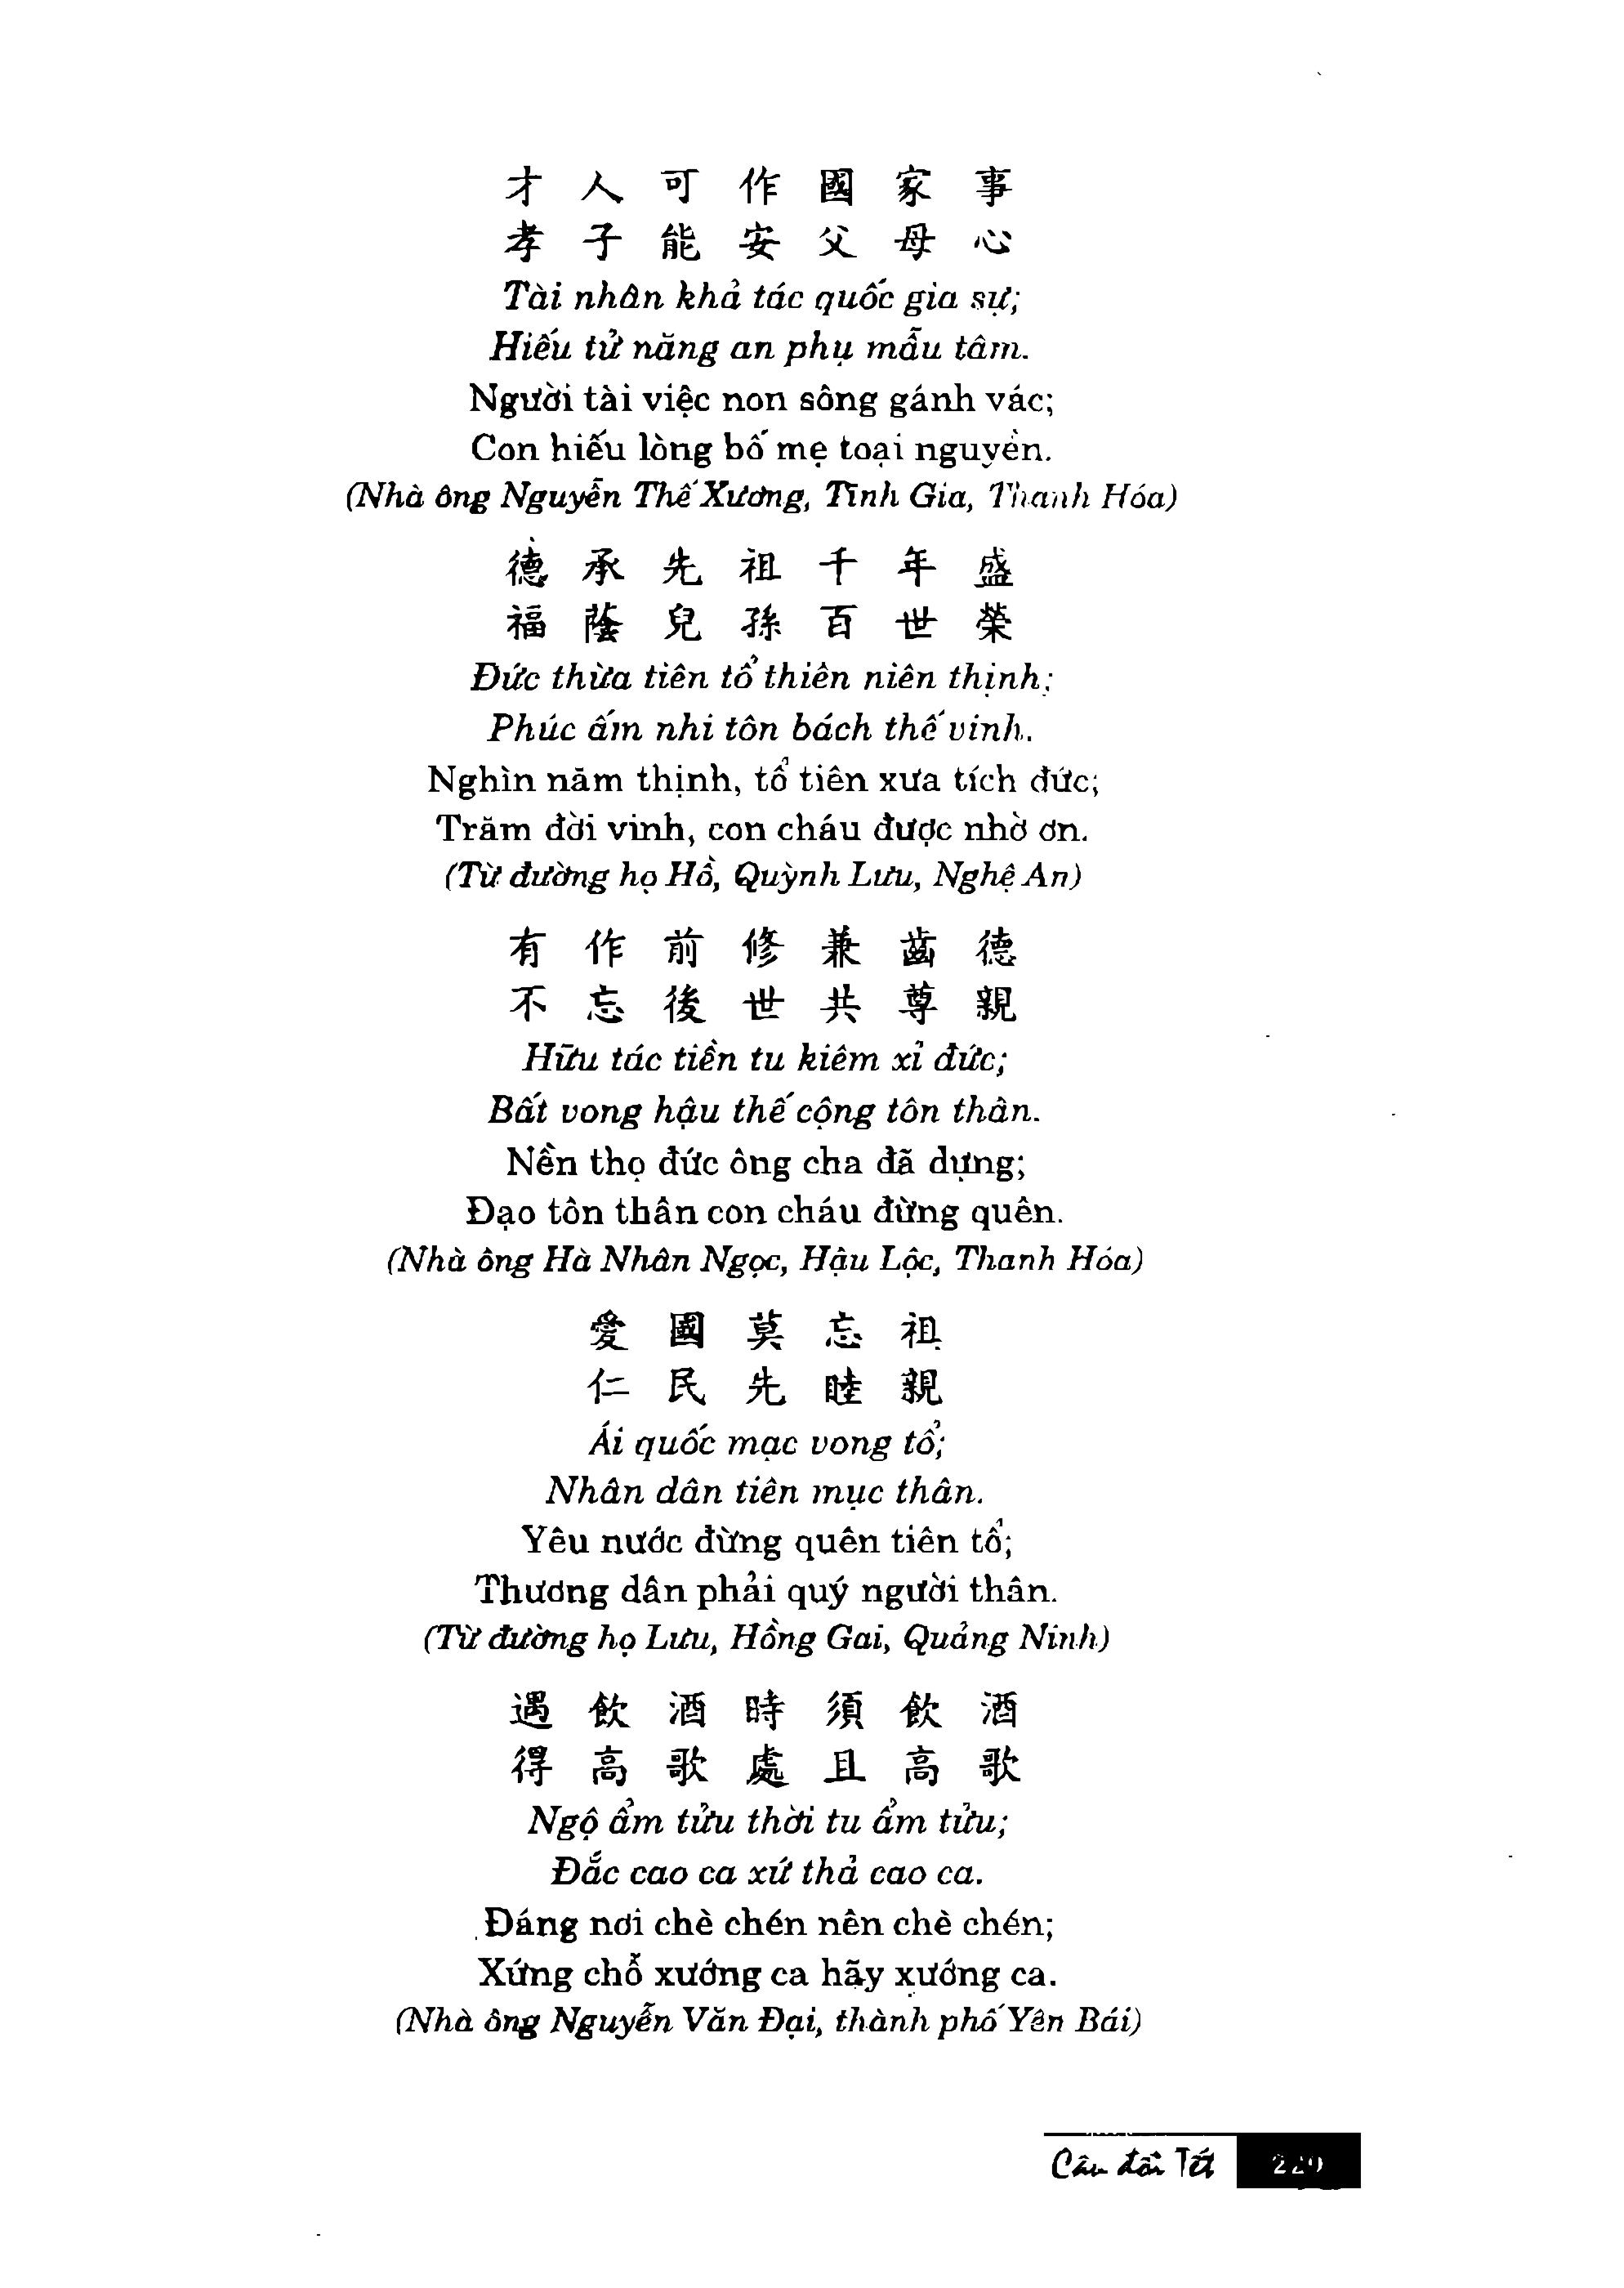 才人可作國家事
孝子能安父母心
Tài nhân khả tác quốc gia sự;
Hiếu tử năng an phụ mẫu tâm.
Người tài việc non sông gánh vác;
Con hiếu lòng bố mẹ toại nguyền.
(Nhà ông Nguyễn Thế Xương, Tĩnh Gia, Thanh Hóa)
德承先祖千年盛
福蔭兒孫百世榮
Đức thừa tiên tổ thiên niên thịnh;
Phúc ấm nhi tôn bách thế vinh.
Nghìn năm thịnh, tổ tiên xưa tích đức;
Trăm đời vinh, con cháu được nhờ ơn.
(Từ đường họ Hồ, Quỳnh Lưu, Nghệ An)
有作前修兼齒德
不忘後世共尊親
Hữu tác tiền tu kiêm xỉ đức;
Bất vong hậu thế cộng tôn thân.
Nền thọ đức ông cha đã dựng;
Đạo tôn thân con cháu đừng quên.
(Nhà ông Hà Nhân Ngọc, Hậu Lộc, Thanh Hóa)
愛國莫忘祖
仁民先睦親
Ái quốc mạc vong tổ;
Nhân dân tiên mục thân.
Yêu nước đừng quên tiên tổ;
Thương dân phải quý người thân.
(Từ đường họ Lưu, Hồng Gai, Quảng Ninh)
遇飲酒時須飲酒
得高歌處且高歌
Ngộ ẩm tửu thời tu ẩm tửu;
Đắc cao ca xứ thả cao ca.
Đáng nơi chè chén nên chè chén;
Xứng chỗ xướng ca hãy xướng ca.
(Nhà ông Nguyễn Văn Đại, thành phố Yên Bái)
Câu đối Tết